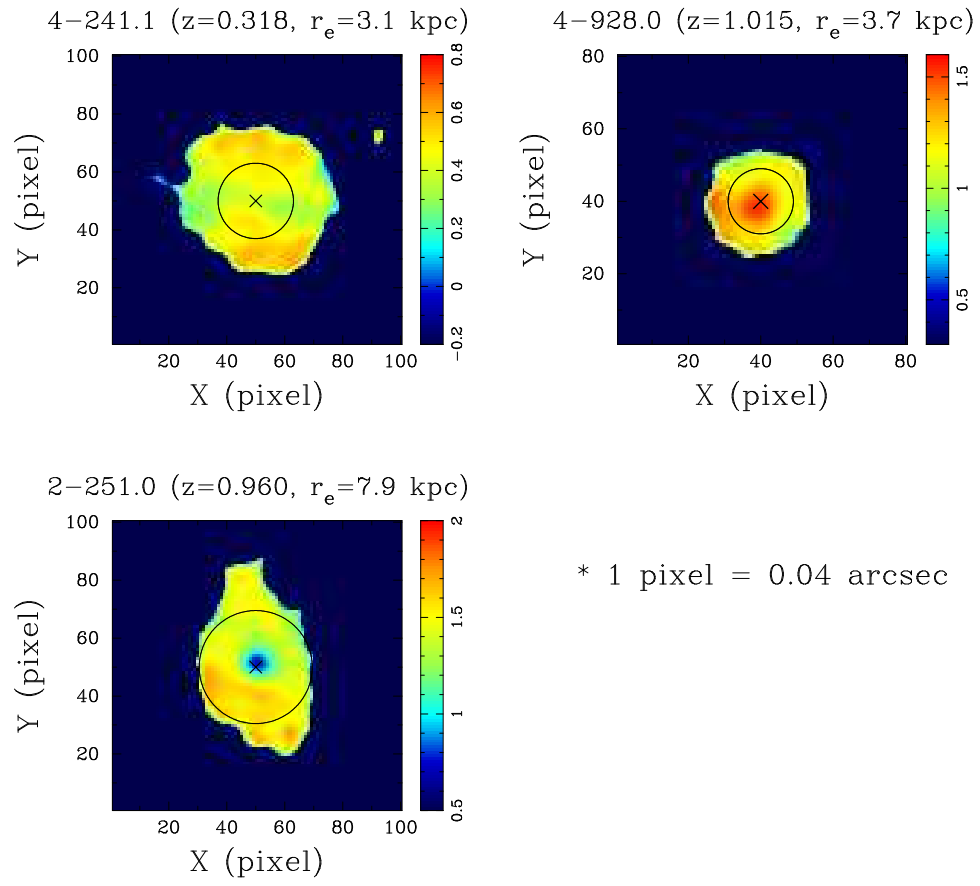 4−241.1 (z=0.318, re=3.1 kpc)
100
80
60
40
20
Y (pixel)
20 40 60 80 100
X (pixel)
0.8
0.6
0.4
0.2
0
−0.2
4−928.0 (z=1.015, re=3.7 kpc)
80
60
40
20
Y (pixel)
20 40 60 80
X (pixel)
1.5
1
0.5
2−251.0 (z=0.960, re=7.9 kpc)
100
80
60
40
20
Y (pixel)
20 40 60 80 100
X (pixel)
2
1.5
1
0.5
* 1 pixel = 0.04 arcsec